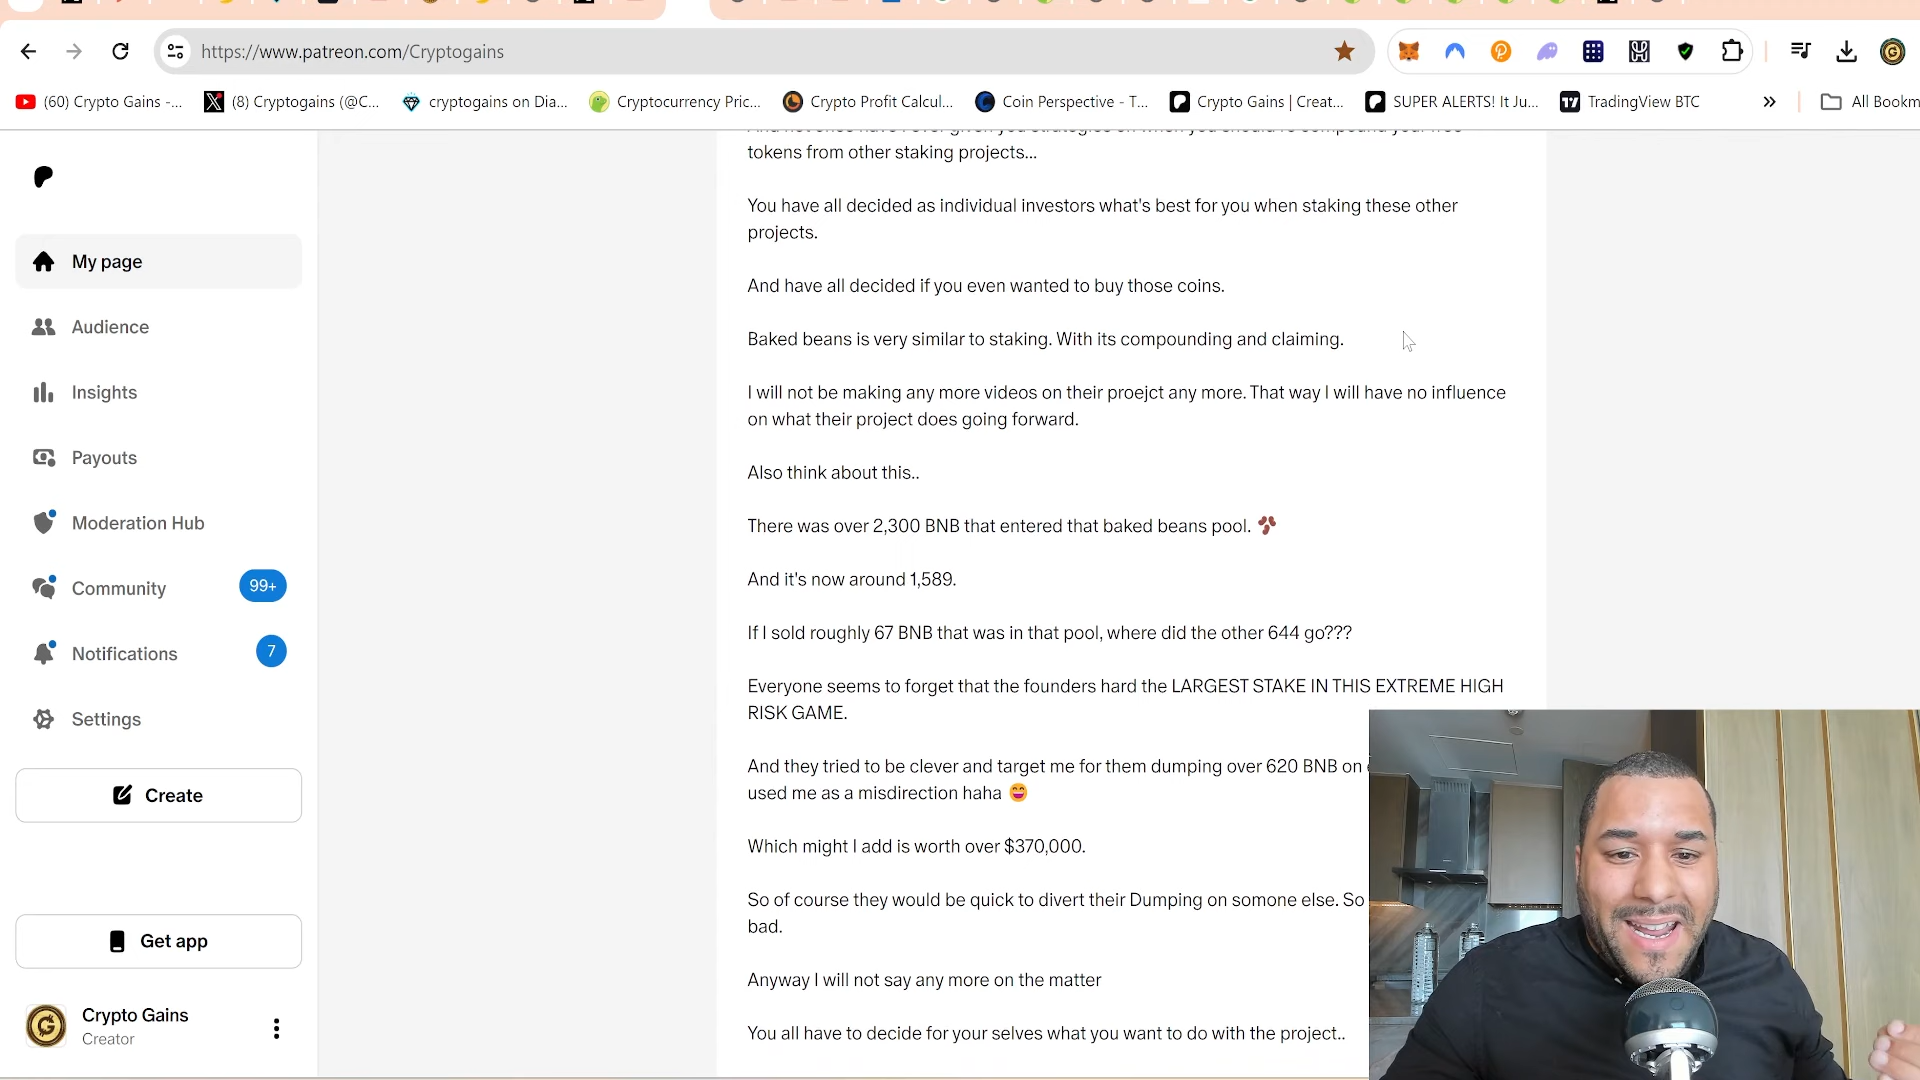 https://www.patreon.com/Cryptogains
(60) Crypto Gains -...
(8) Cryptogains (@C...
cryptogains on Dia...
Cryptocurrency Pric...
Crypto Profit Calcul...
Coin Perspective - T...
Crypto Gains | Creat...
SUPER ALERTS! It Ju...
TradingView BTC
All Bookm
My page
Audience
Insights
Payouts
Moderation Hub
Community
99+
Notifications
7
Settings
Create
Get app
Crypto Gains
Creator
tokens from other staking projects...
You have all decided as individual investors what's best for you when staking these other
projects.
And have all decided if you even wanted to buy those coins.
Baked beans is very similar to staking. With its compounding and claiming.
I will not be making any more videos on their proejct any more. That way I will have no influence
on what their project does going forward.
Also think about this..
There was over 2,300 BNB that entered that baked beans pool.
And it's now around 1,589.
If I sold roughly 67 BNB that was in that pool, where did the other 644 go???
Everyone seems to forget that the founders hard the LARGEST STAKE IN THIS EXTREME HIGH
RISK GAME.
And they tried to be clever and target me for them dumping over 620 BNB on
used me as a misdirection haha 😄
Which might I add is worth over $370,000.
So of course they would be quick to divert their Dumping on somone else. So
bad.
Anyway I will not say any more on the matter
You all have to decide for your selves what you want to do with the project..